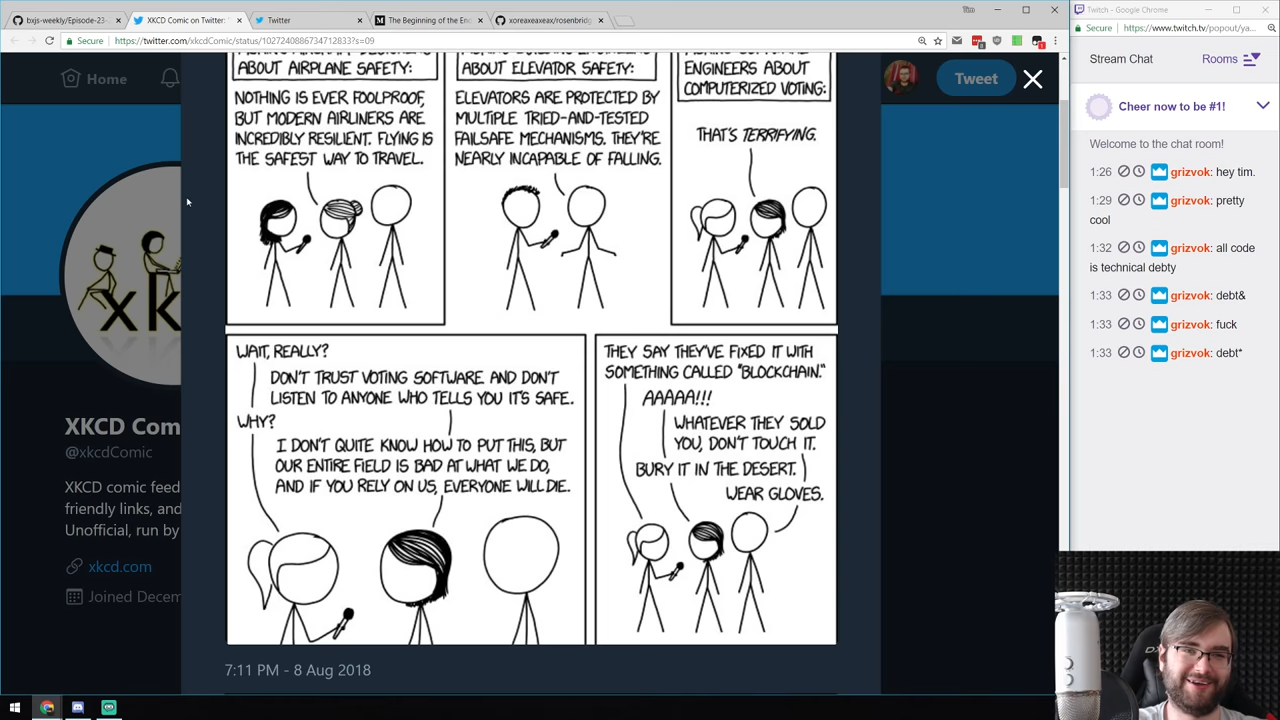 bxjs-weekly/Episode-23-
XKCD Comic on Twitter:
Twitter
The Beginning of the End
xoreaxeaxeax/rosenbridg
Tim
Secure
https://twitter.com/xkcdComic/status/1027240886734712833?s=09
Home
Tweet
ABOUT AIRPLANE SAFETY:
NOTHING IS EVER FOOLPROOF,
BUT MODERN AIRLINERS ARE
INCREDIBLY RESILIENT. FLYING IS
THE SAFEST WAY TO TRAVEL.
ABOUT ELEVATOR SAFETY:
ELEVATORS ARE PROTECTED BY
MULTIPLE TRIED-AND-TESTED
FAILSAFE MECHANISMS. THEY'RE
NEARLY INCAPABLE OF FALLING.
ENGINEERS ABOUT
COMPUTERIZED VOTING:
THAT'S TERRIFYING.
WAIT, REALLY?
DON'T TRUST VOTING SOFTWARE AND DON'T
LISTEN TO ANYONE WHO TELLS YOU IT'S SAFE.
WHY?
I DON'T QUITE KNOW HOW TO PUT THIS, BUT
OUR ENTIRE FIELD IS BAD AT WHAT WE DO,
AND IF YOU RELY ON US, EVERYONE WILL DIE.
THEY SAY THEY'VE FIXED IT WITH
SOMETHING CALLED "BLOCKCHAIN."
AAAAA!!!
WHATEVER THEY SOLD
YOU, DON'T TOUCH IT.
BURY IT IN THE DESERT.
WEAR GLOVES.
7:11 PM - 8 Aug 2018
xk
XKCD Com
@xkcdComic
XKCD comic feed
friendly links, and
Unofficial, run by
xkcd.com
Joined Decem
Twitch - Google Chrome
Secure
https://www.twitch.tv/popout/ya...
Stream Chat
Rooms
Cheer now to be #1!
Welcome to the chat room!
1:26 grizvok: hey tim.
1:29 grizvok: pretty
cool
1:32 grizvok: all code
is technical debty
1:33 grizvok: debt&
1:33 grizvok: fuck
1:33 grizvok: debt*